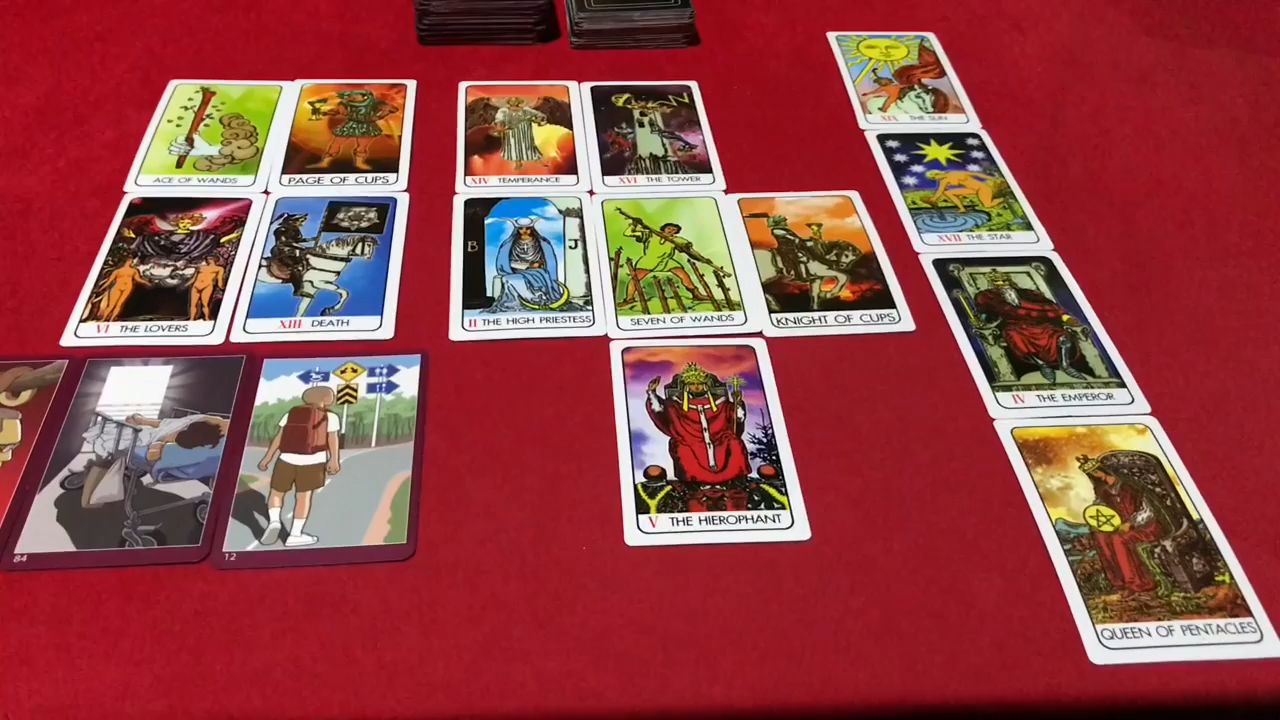 XIX THE SUN
ACE OF WANDS
PAGE OF CUPS
XIV TEMPERANCE
XVI THE TOWER
XVII THE STAR
B J
VI THE LOVERS
XIII DEATH
II THE HIGH PRIESTESS
SEVEN OF WANDS
KNIGHT OF CUPS
IV THE EMPEROR
V THE HIEROPHANT
84
12
QUEEN OF PENTACLES